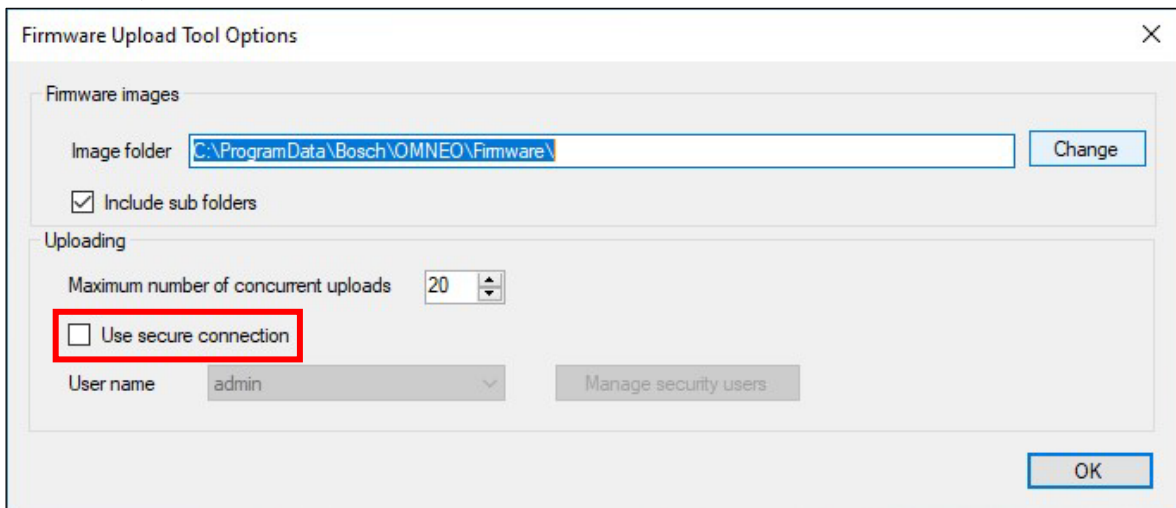 Firmware Upload Tool Options
Firmware images
Image folder C:\ProgramData\Bosch\OMNEO\Firmware\ Change
Include sub folders
Uploading
Maximum number of concurrent uploads 20
Use secure connection
User name admin Manage security users
OK